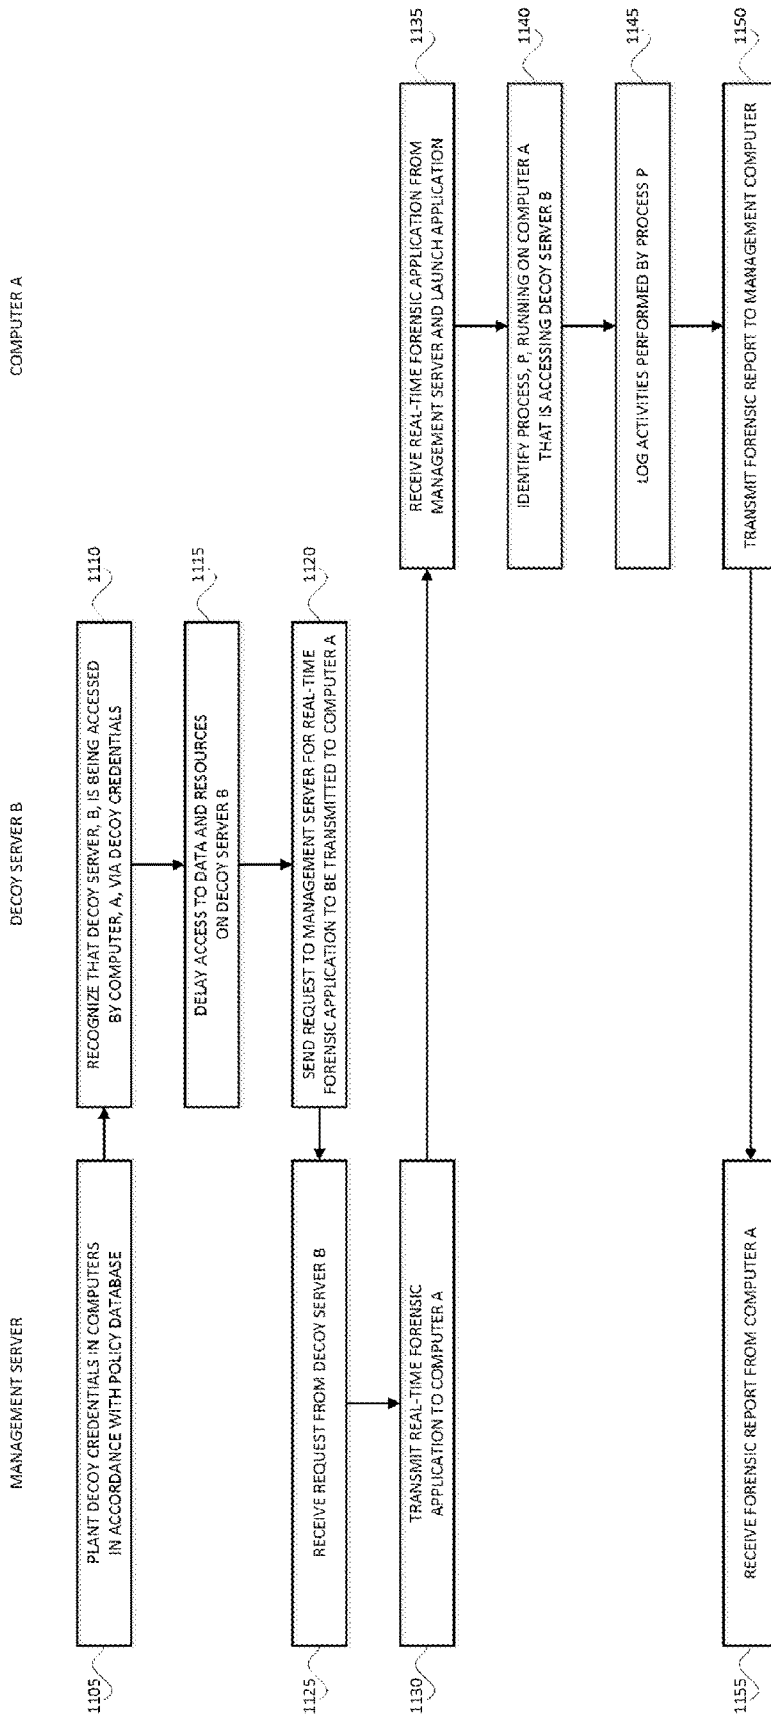 MANAGEMENT SERVER
DECOY SERVER B
COMPUTER A
1105
PLANT DECOY CREDENTIALS IN COMPUTERS
IN ACCORDANCE WITH POLICY DATABASE
RECOGNIZE THAT DECOY SERVER, B, IS BEING ACCESSED
BY COMPUTER, A, VIA DECOY CREDENTIALS
1110
DELAY ACCESS TO DATA AND RESOURCES
ON DECOY SERVER B
1115
SEND REQUEST TO MANAGEMENT SERVER FOR REAL-TIME
FORENSIC APPLICATION TO BE TRANSMITTED TO COMPUTER A
1120
1125
RECEIVE REQUEST FROM DECOY SERVER B
1130
TRANSMIT REAL-TIME FORENSIC
APPLICATION TO COMPUTER A
RECEIVE REAL-TIME FORENSIC APPLICATION FROM
MANAGEMENT SERVER AND LAUNCH APPLICATION
1135
IDENTIFY PROCESS, P, RUNNING ON COMPUTER A
THAT IS ACCESSING DECOY SERVER B
1140
LOG ACTIVITIES PERFORMED BY PROCESS P
1145
TRANSMIT FORENSIC REPORT TO MANAGEMENT COMPUTER
1150
1155
RECEIVE FORENSIC REPORT FROM COMPUTER A